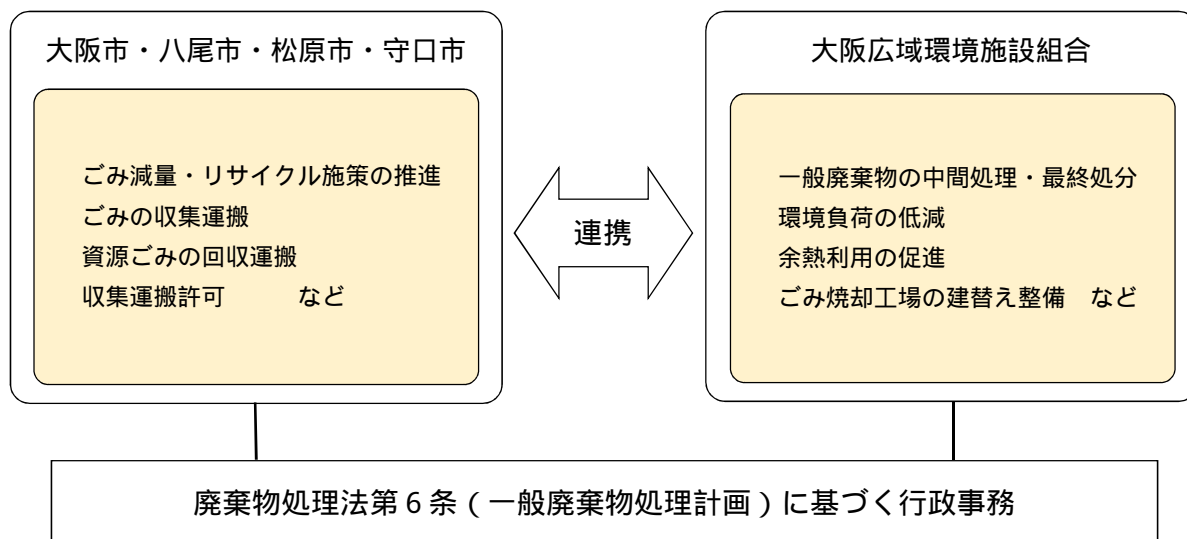 大阪市・八尾市・松原市・守口市
ごみ減量・リサイクル施策の推進
ごみの収集運搬
資源ごみの回収運搬
収集運搬許可　　　など
連携
大阪広域環境施設組合
一般廃棄物の中間処理・最終処分
環境負荷の低減
余熱利用の促進
ごみ焼却工場の建替え整備　など
廃棄物処理法第６条（一般廃棄物処理計画）に基づく行政事務